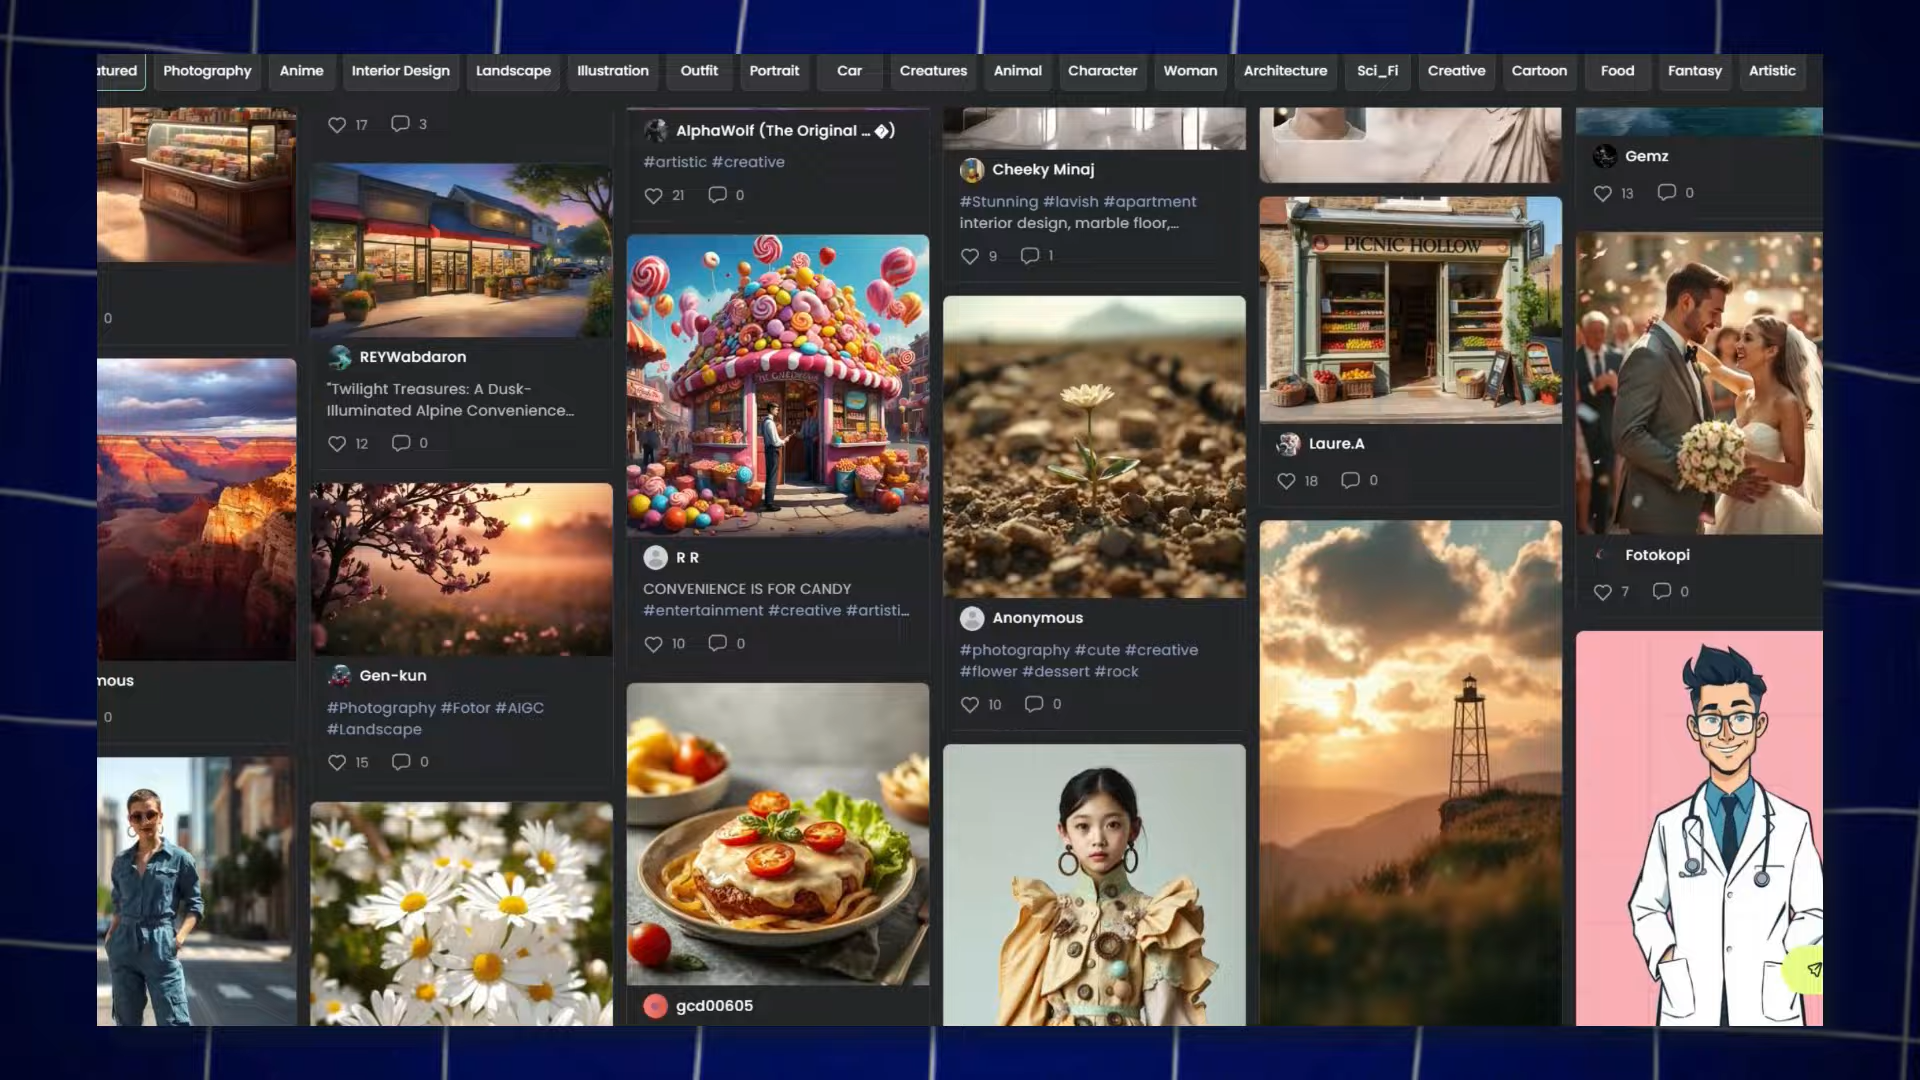 atured
Photography
Anime
Interior Design
Landscape
Illustration
Outfit
Portrait
Car
Creatures
Animal
Character
Woman
Architecture
Sci_Fi
Creative
Cartoon
Food
Fantasy
Artistic
0
mous
0
17 3
REYWabdaron
"Twilight Treasures: A Dusk-
Illuminated Alpine Convenience...
12 0
Gen-kun
#Photography #Fotor #AIGC
#Landscape
15 0
AlphaWolf (The Original ... �)
#artistic #creative
21 0
R R
CONVENIENCE IS FOR CANDY
#entertainment #creative #artisti...
10 0
gcd00605
Cheeky Minaj
#Stunning #lavish #apartment
interior design, marble floor,...
9 1
Anonymous
#photography #cute #creative
#flower #dessert #rock
10 0
PICNIC HOLLOW
Laure.A
18 0
Gemz
13 0
Fotokopi
7 0